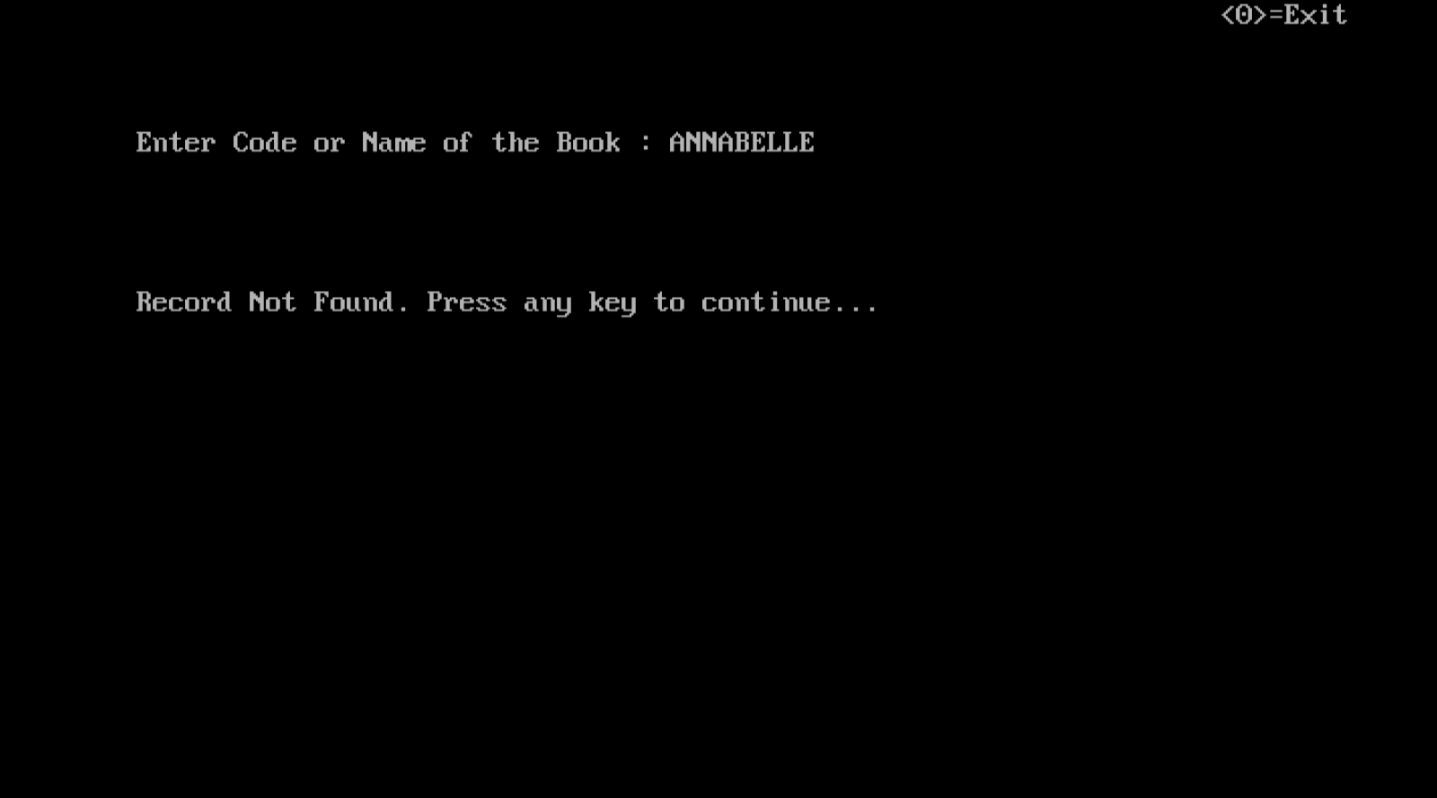 <0>=Exit
Enter Code or Name of the Book : ANNABELLE
Record Not Found. Press any key to continue...